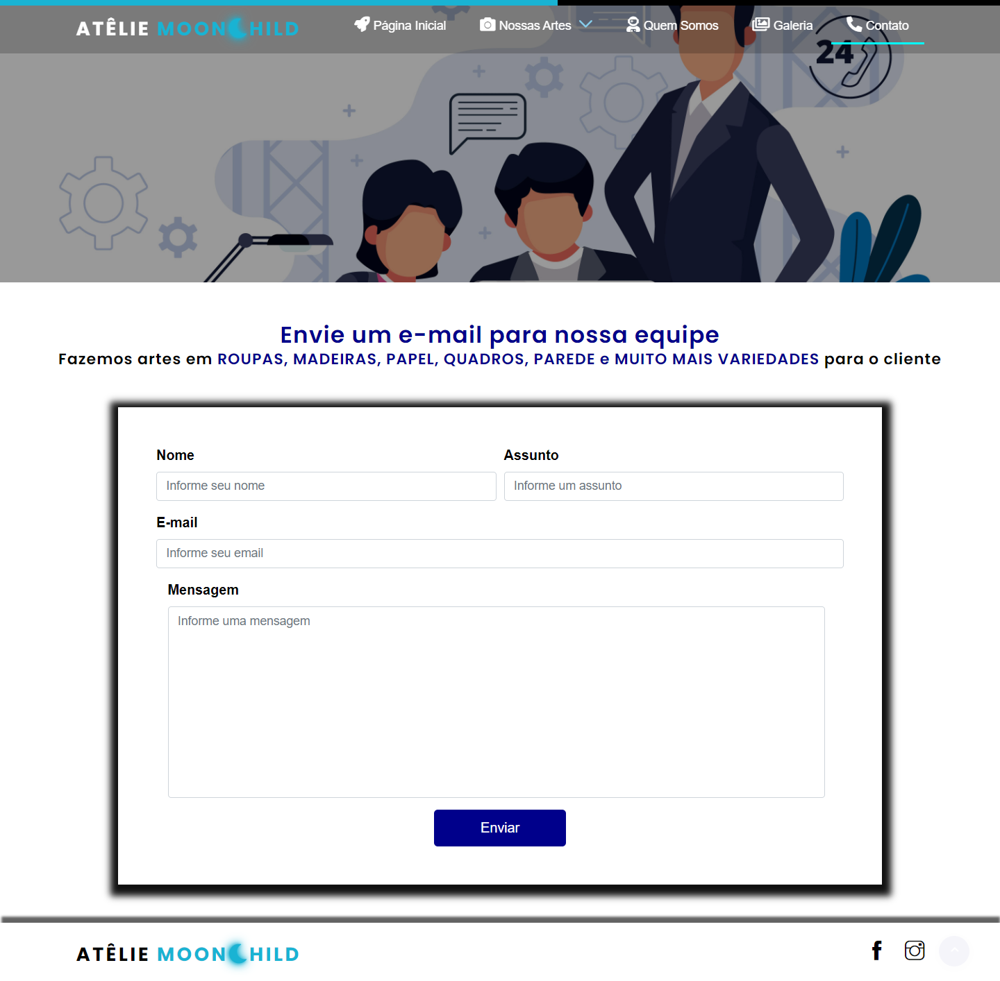 ATÊLIE MOONCHILD
Página Inicial
Nossas Artes
Quem Somos
Galeria
Contato
24
Envie um e-mail para nossa equipe
Fazemos artes em ROUPAS, MADEIRAS, PAPEL, QUADROS, PAREDE e MUITO MAIS VARIEDADES para o cliente
Nome
Assunto
Informe seu nome
Informe um assunto
E-mail
Informe seu email
Mensagem
Informe uma mensagem
Enviar
ATÊLIE MOONCHILD